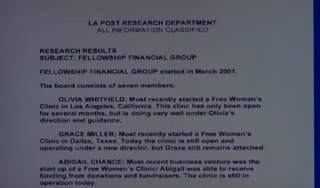 LA POST RESEARCH DEPARTMENT
ALL INFORMATION CLASSIFIED
RESEARCH RESULTS
SUBJECT: FELLOWSHIP FINANCIAL GROUP
FELLOWSHIP FINANCIAL GROUP started in March 2001.
The board consists of seven members:
OLIVIA WHITFIELD: Most recently started a Free Women's
Clinic in Los Angeles, California. This clinc has only been open
for several months, but is doing very well under Olivia's
direction and guidance.
GRACE MILLER: Most recently started a Free Women's
Clinic in Dallas, Texas. Today the clinic is still open and
operating under a new director, but Grace still remains attached.
ABIGAIL CHANCE: Most recent business venture was the
start up of a Free Women's Clinic/ Abigail was able to receive
funding from donations and fundraisers. The clinic is still in
operation today.